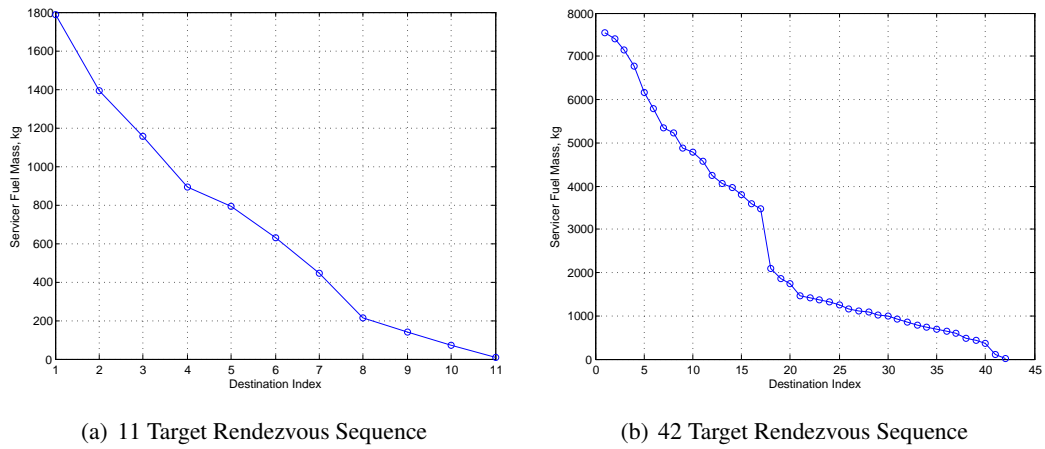 1800
1600
1400
1200
1000
800
600
400
200
0
Servicer Fuel Mass, kg
1 2 3 4 5 6 7 8 9 10 11
Destination Index
(a) 11 Target Rendezvous Sequence
8000
7000
6000
5000
4000
3000
2000
1000
0
Servicer Fuel Mass, kg
0 5 10 15 20 25 30 35 40 45
Destination Index
(b) 42 Target Rendezvous Sequence